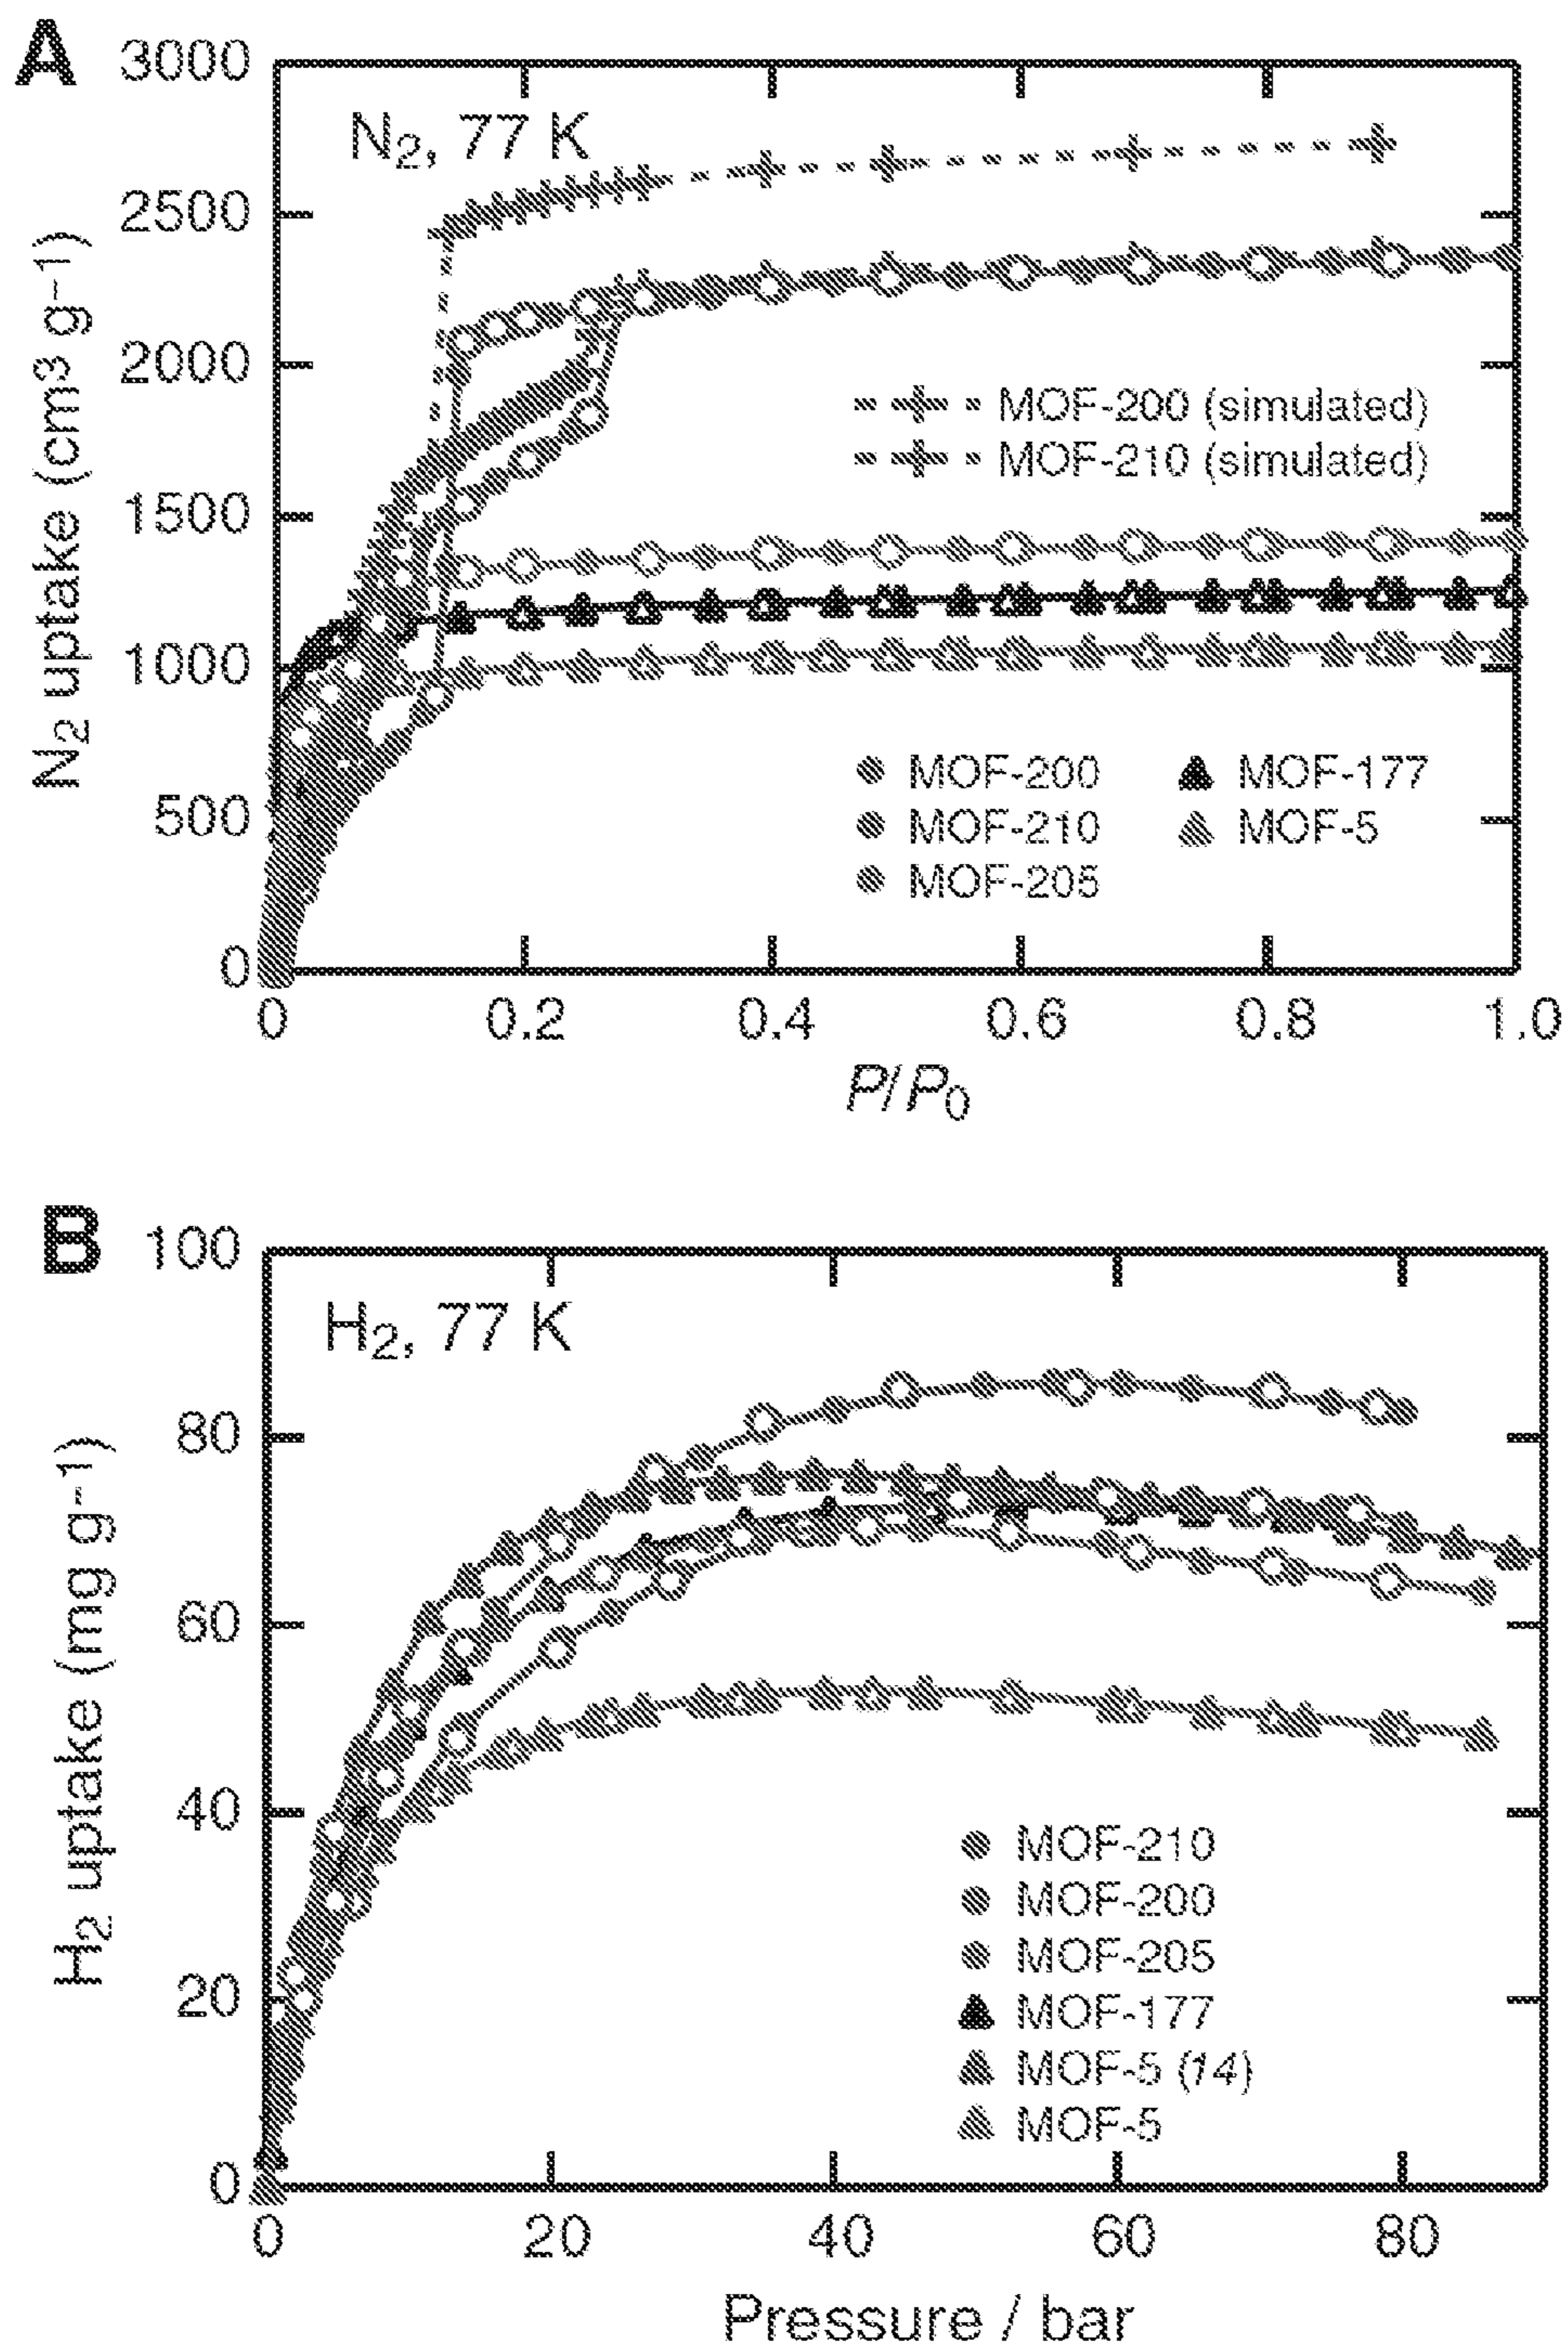 A
3000
N₂, 77 K
2500
2000
MOF-200 (simulated)
MOF-210 (simulated)
1500
1000
MOF-200 MOF-177
MOF-210 MOF-5
MOF-205
500
0
N₂ uptake (cm³ g⁻¹)
0 0.2 0.4 0.6 0.8 1.0
P/P₀
B
100
H₂, 77 K
80
60
40
20
0
H₂ uptake (mg g⁻¹)
MOF-210
MOF-200
MOF-205
MOF-177
MOF-5 (14)
MOF-5
0 20 40 60 80
Pressure / bar